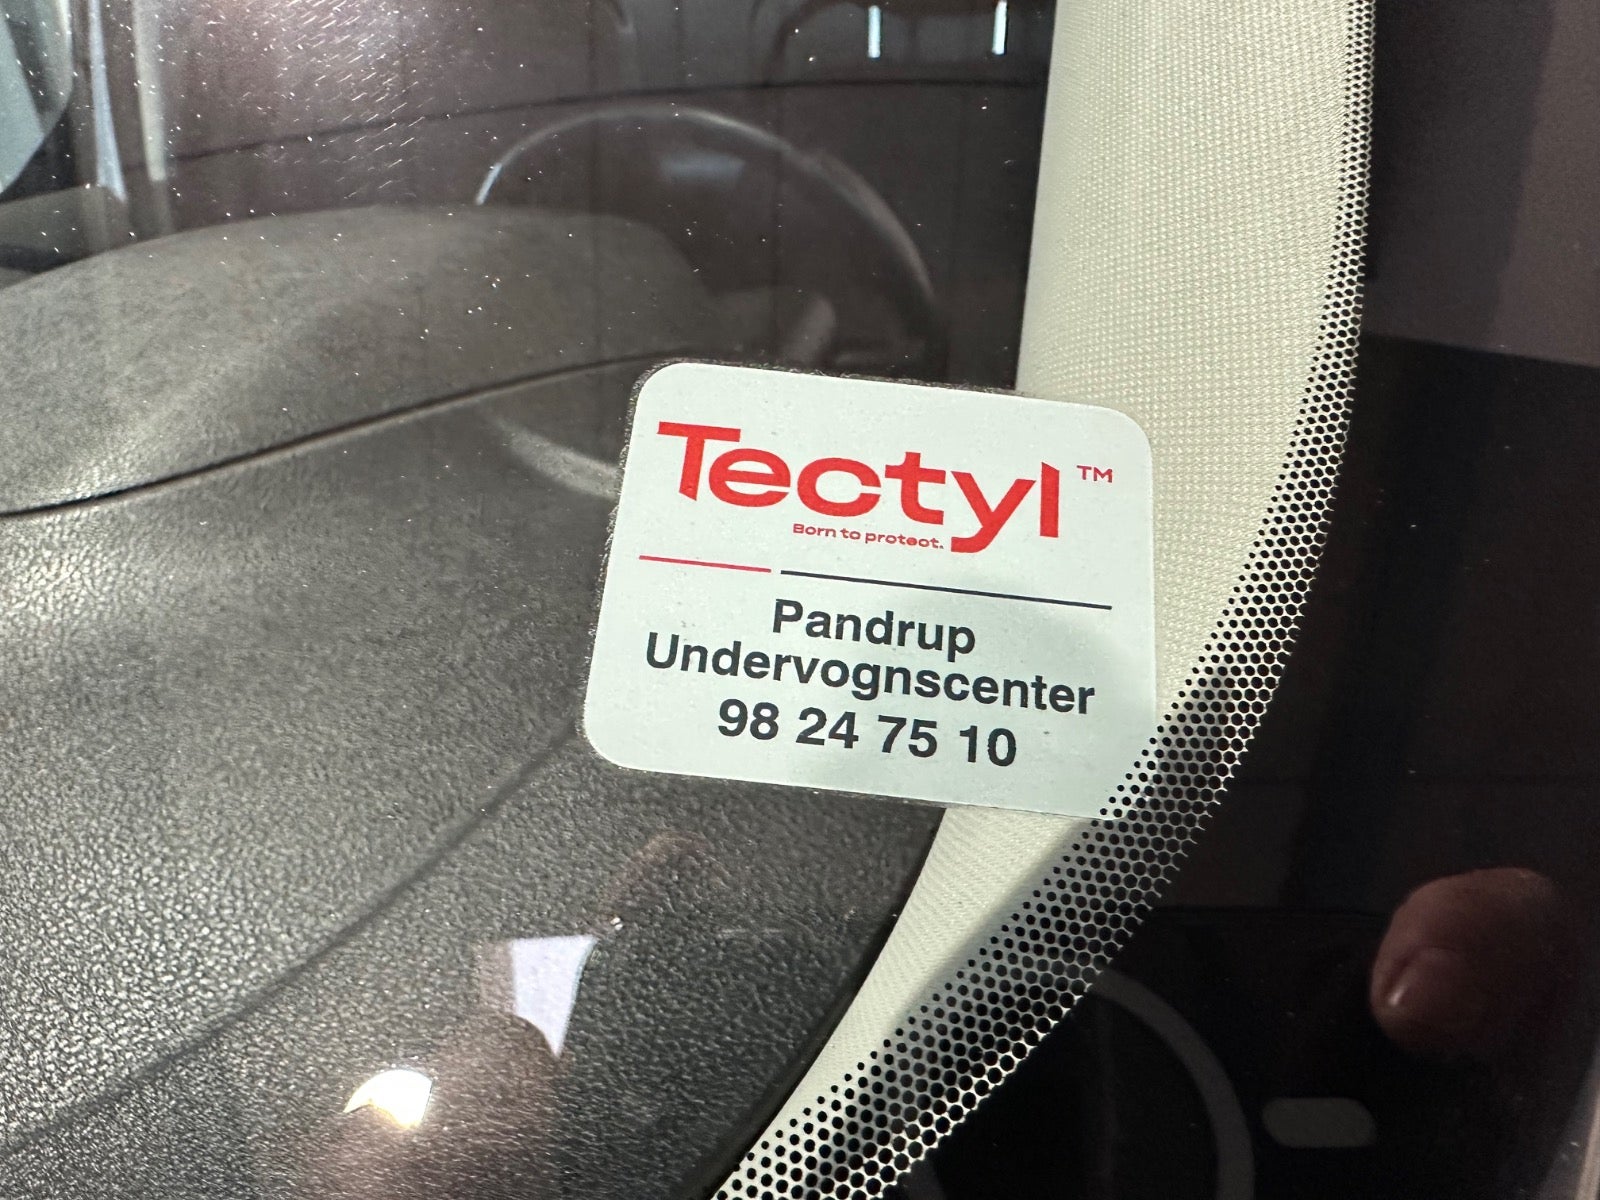 Tectyl™
Born to protect.
Pandrup
Undervognscenter
98 24 75 10